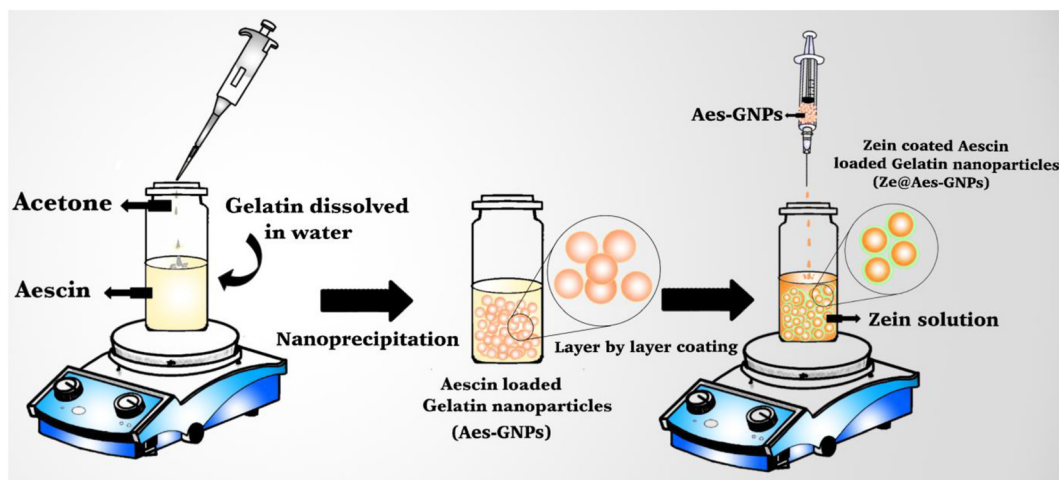 Acetone
Gelatin dissolved
in water
Aescin
Nanoprecipitation
Aescin loaded
Gelatin nanoparticles
(Aes-GNPs)
Layer by layer coating
Aes-GNPs
Zein coated Aescin
loaded Gelatin nanoparticles
(Ze@Aes-GNPs)
Zein solution